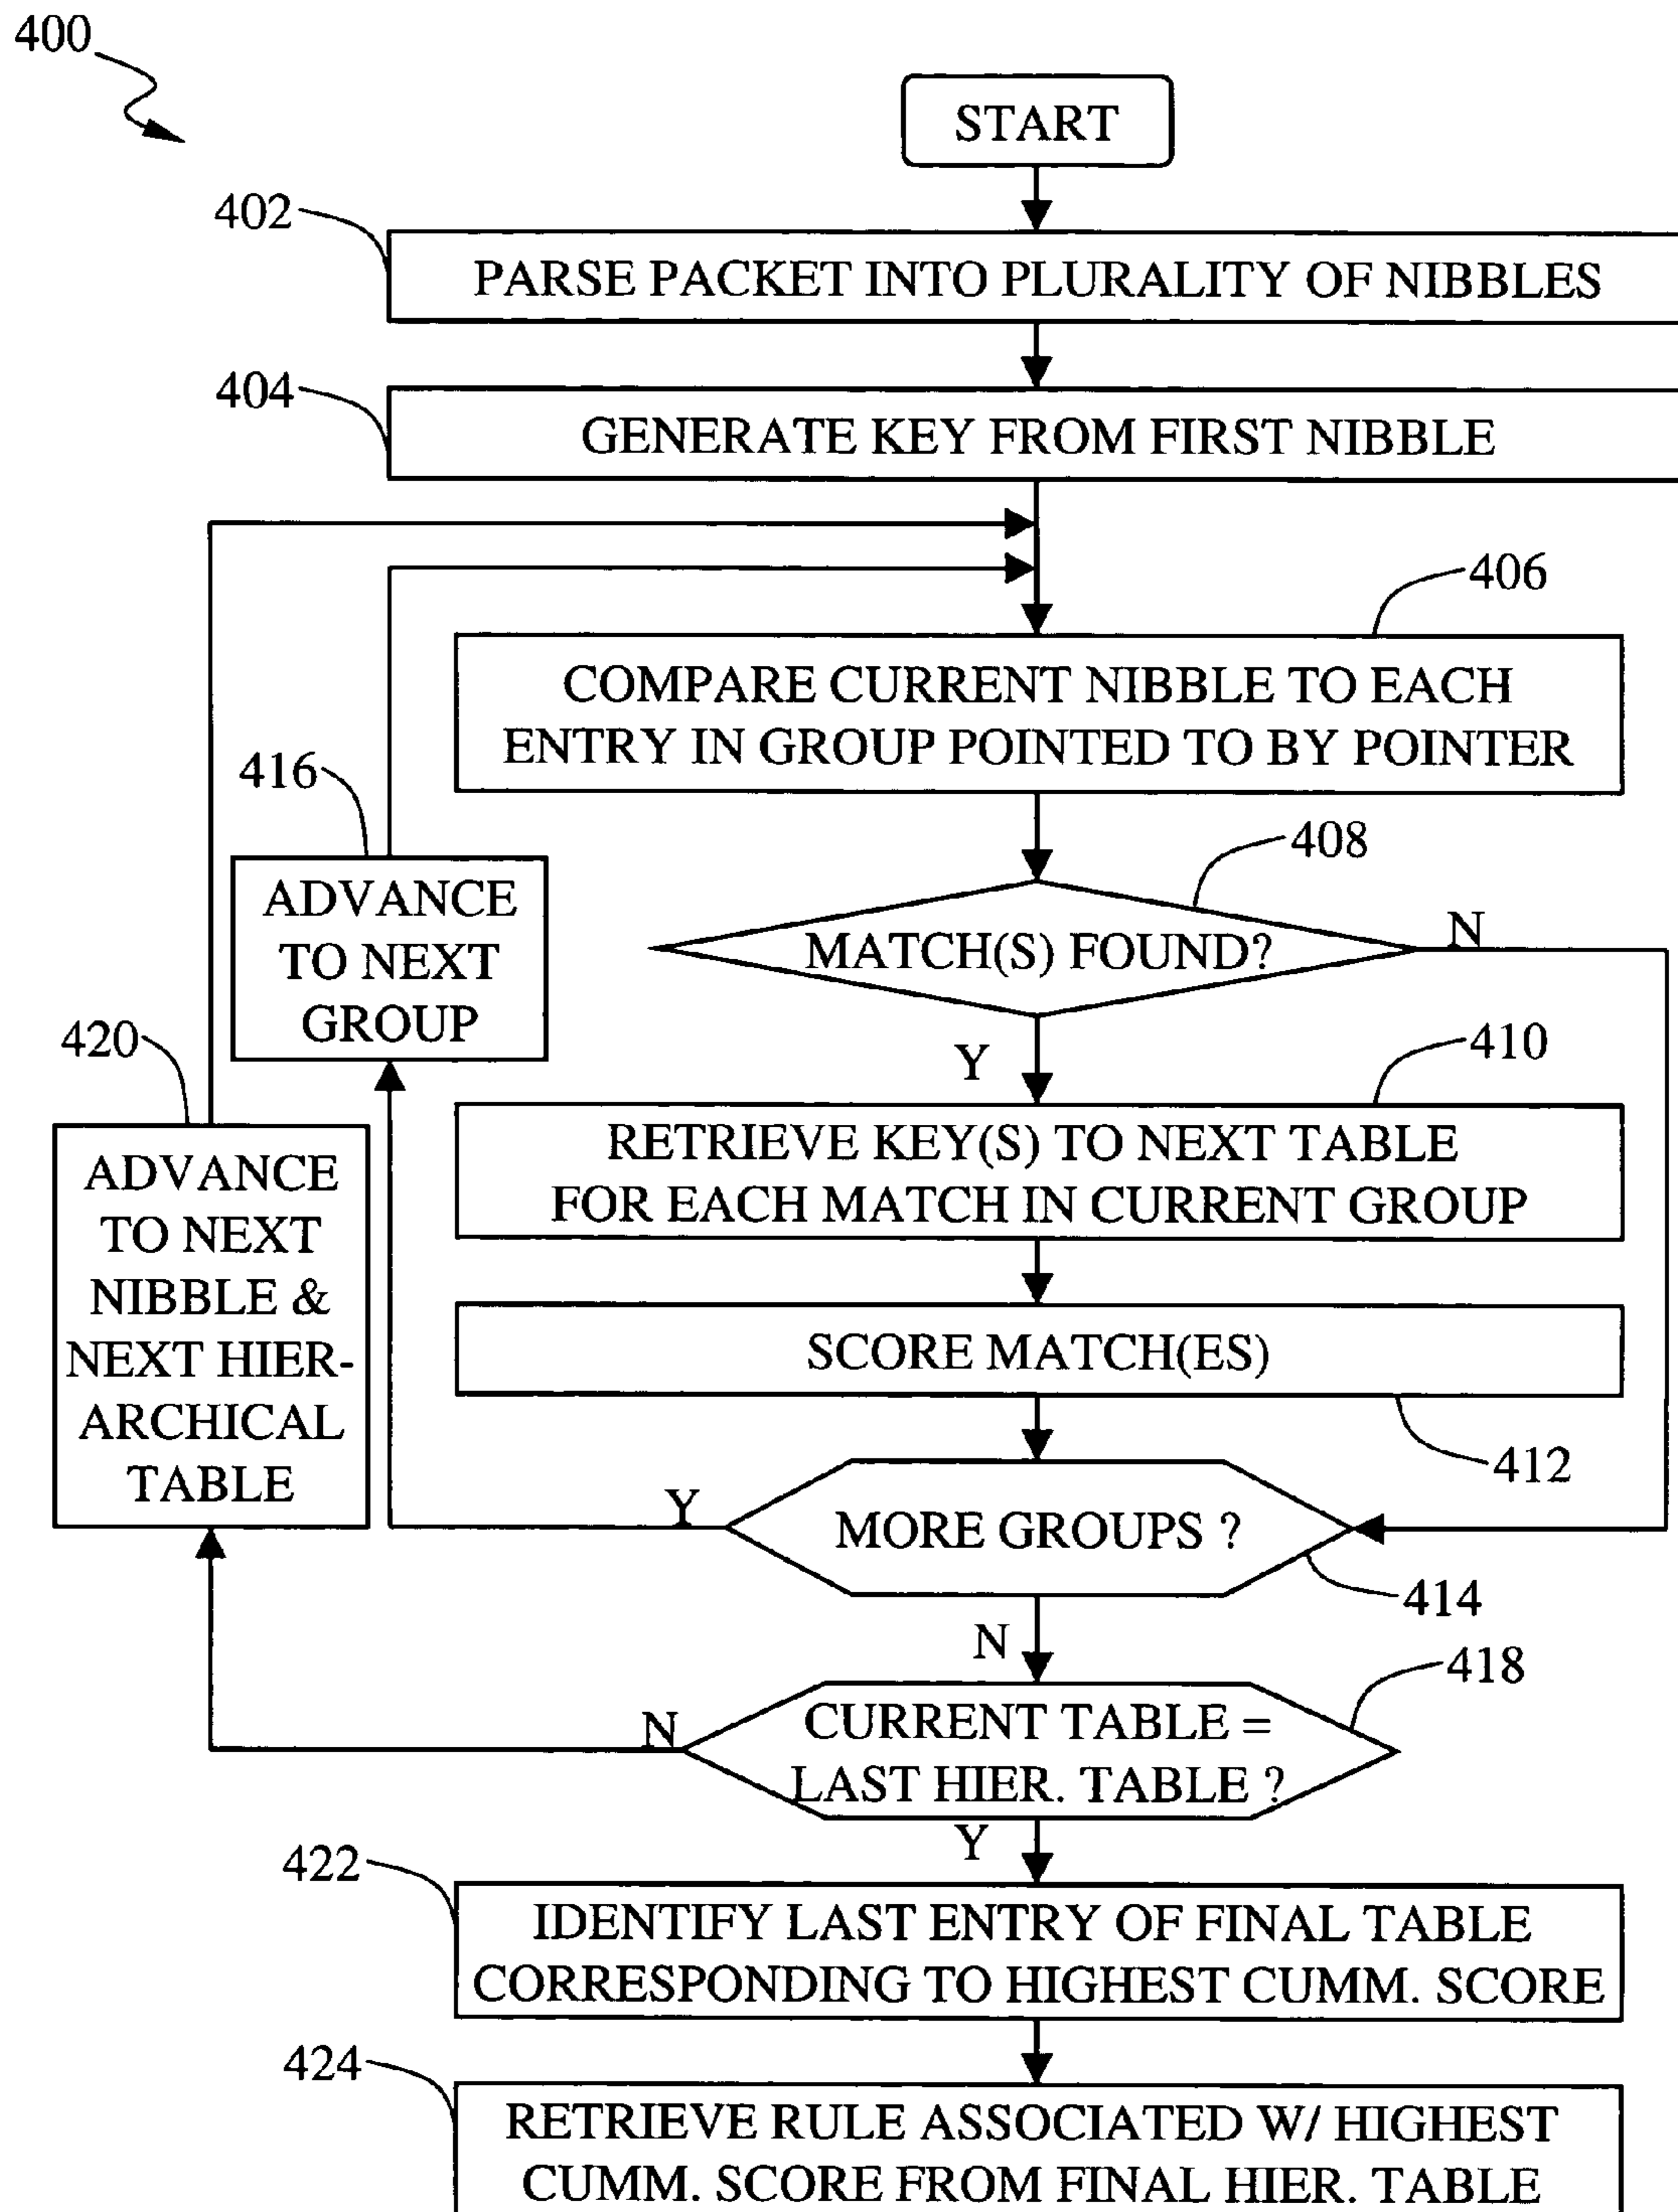 400
START
402
PARSE PACKET INTO PLURALITY OF NIBBLES
404
GENERATE KEY FROM FIRST NIBBLE
406
COMPARE CURRENT NIBBLE TO EACH
ENTRY IN GROUP POINTED TO BY POINTER
416
ADVANCE
TO NEXT
GROUP
408
MATCH(S) FOUND?
N
Y
420
ADVANCE
TO NEXT
NIBBLE &
NEXT HIER-
ARCHICAL
TABLE
410
RETRIEVE KEY(S) TO NEXT TABLE
FOR EACH MATCH IN CURRENT GROUP
SCORE MATCH(ES)
412
Y
MORE GROUPS ?
414
N
418
N
CURRENT TABLE =
LAST HIER. TABLE ?
Y
422
IDENTIFY LAST ENTRY OF FINAL TABLE
CORRESPONDING TO HIGHEST CUMM. SCORE
424
RETRIEVE RULE ASSOCIATED W/ HIGHEST
CUMM. SCORE FROM FINAL HIER. TABLE